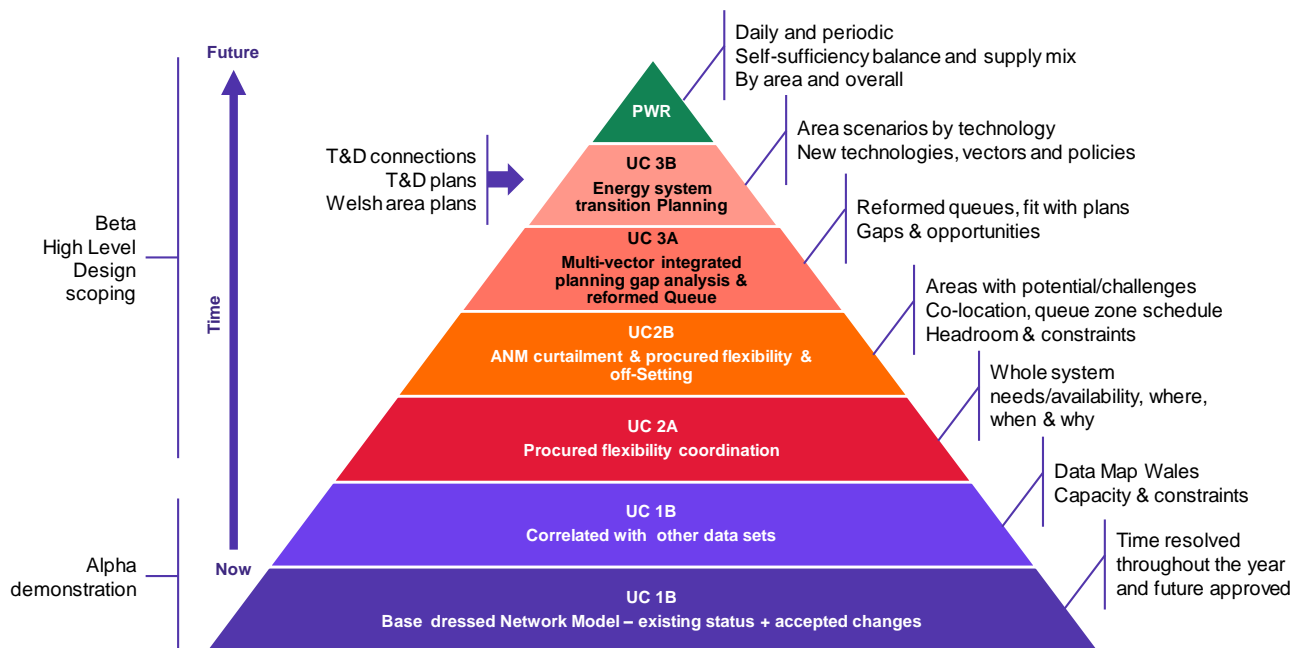 Future
Time
Now
Beta
High Level
Design
scoping
Alpha
demonstration
T&D connections
T&D plans
Welsh area plans
PWR
UC 3B
Energy system
transition Planning
UC 3A
Multi-vector integrated
planning gap analysis &
reformed Queue
UC2B
ANM curtailment & procured flexibility &
off-Setting
UC 2A
Procured flexibility coordination
UC 1B
Correlated with other data sets
UC 1B
Base dressed Network Model – existing status + accepted changes
Daily and periodic
Self-sufficiency balance and supply mix
By area and overall
Area scenarios by technology
New technologies, vectors and policies
Reformed queues, fit with plans
Gaps & opportunities
Areas with potential/challenges
Co-location, queue zone schedule
Headroom & constraints
Whole system
needs/availability, where,
when & why
Data Map Wales
Capacity & constraints
Time resolved
throughout the year
and future approved